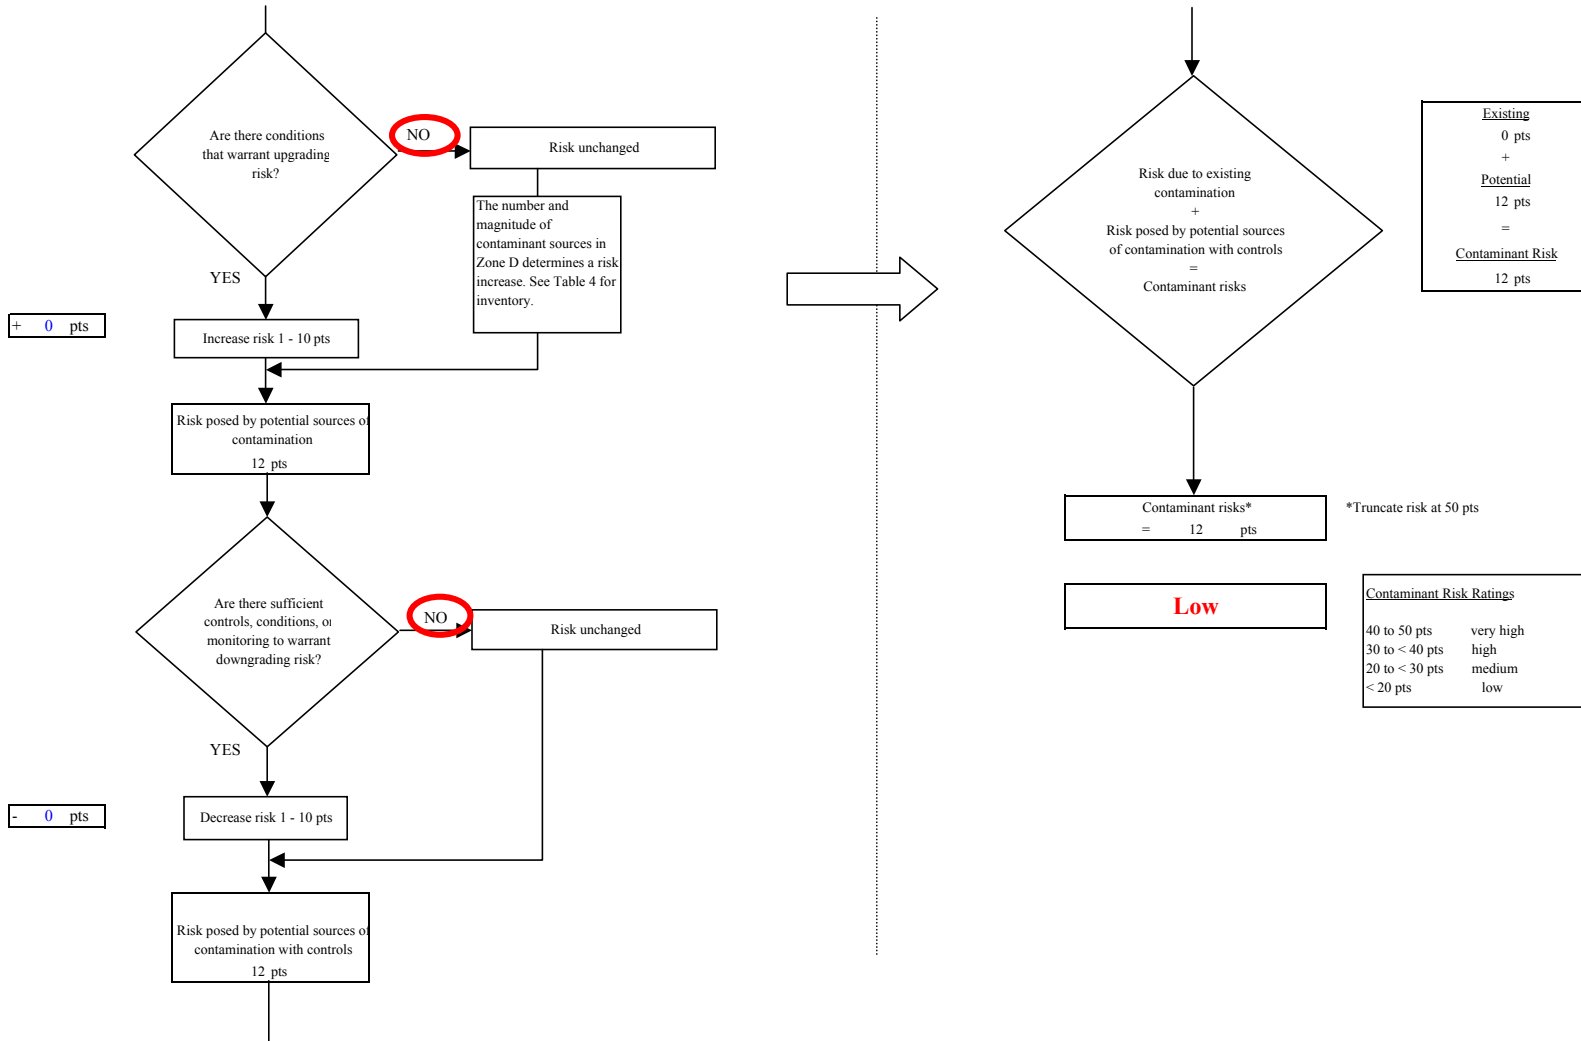 Are there conditions
that warrant upgrading
risk?
NO
Risk unchanged
The number and
magnitude of
contaminant sources in
Zone D determines a risk
increase. See Table 4 for
inventory.
YES
+ 0 pts
Increase risk 1 - 10 pts
Risk posed by potential sources of
contamination
12 pts
Are there sufficient
controls, conditions, or
monitoring to warrant
downgrading risk?
NO
Risk unchanged
YES
- 0 pts
Decrease risk 1 - 10 pts
Risk posed by potential sources of
contamination with controls
12 pts
Risk due to existing
contamination
+
Risk posed by potential sources
of contamination with controls
=
Contaminant risks
Existing
0 pts
+
Potential
12 pts
=
Contaminant Risk
12 pts
Contaminant risks*
= 12 pts
*Truncate risk at 50 pts
Low
Contaminant Risk Ratings
40 to 50 pts very high
30 to < 40 pts high
20 to < 30 pts medium
< 20 pts low